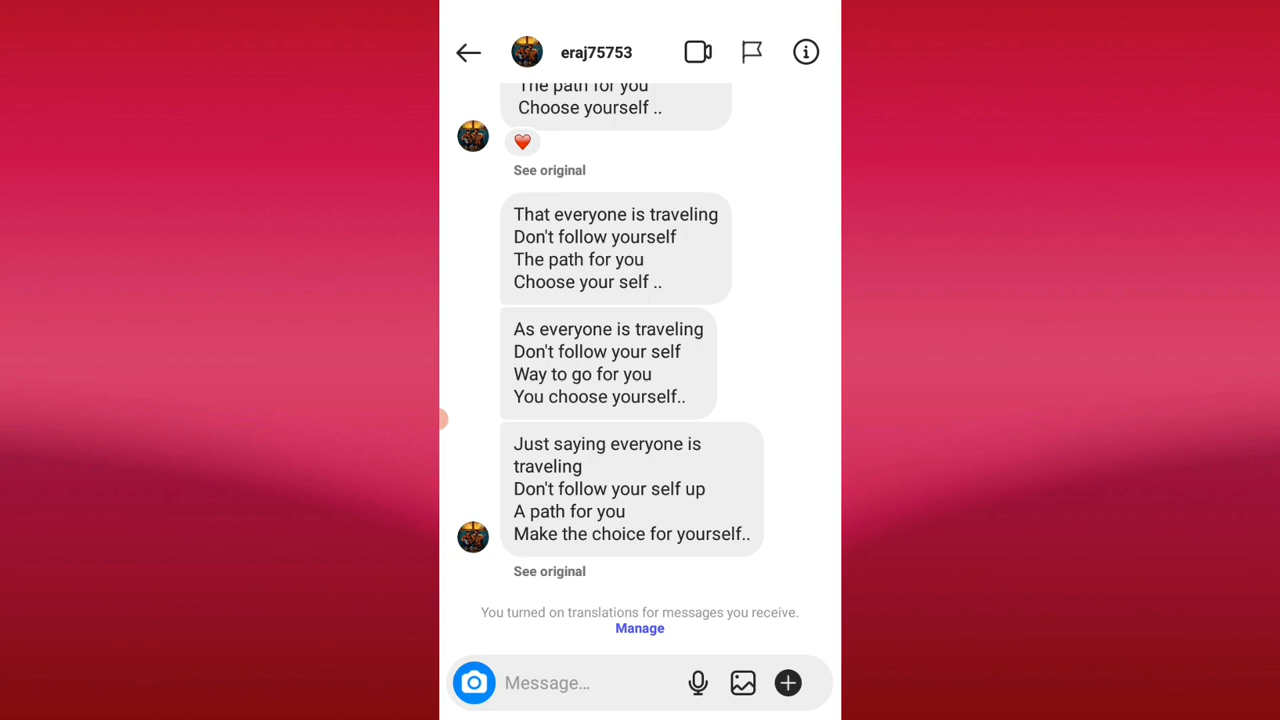 eraj75753
The path for you
Choose yourself ..
See original
That everyone is traveling
Don't follow yourself
The path for you
Choose your self ..
As everyone is traveling
Don't follow your self
Way to go for you
You choose yourself..
Just saying everyone is
traveling
Don't follow your self up
A path for you
Make the choice for yourself..
See original
You turned on translations for messages you receive.
Manage
Message…